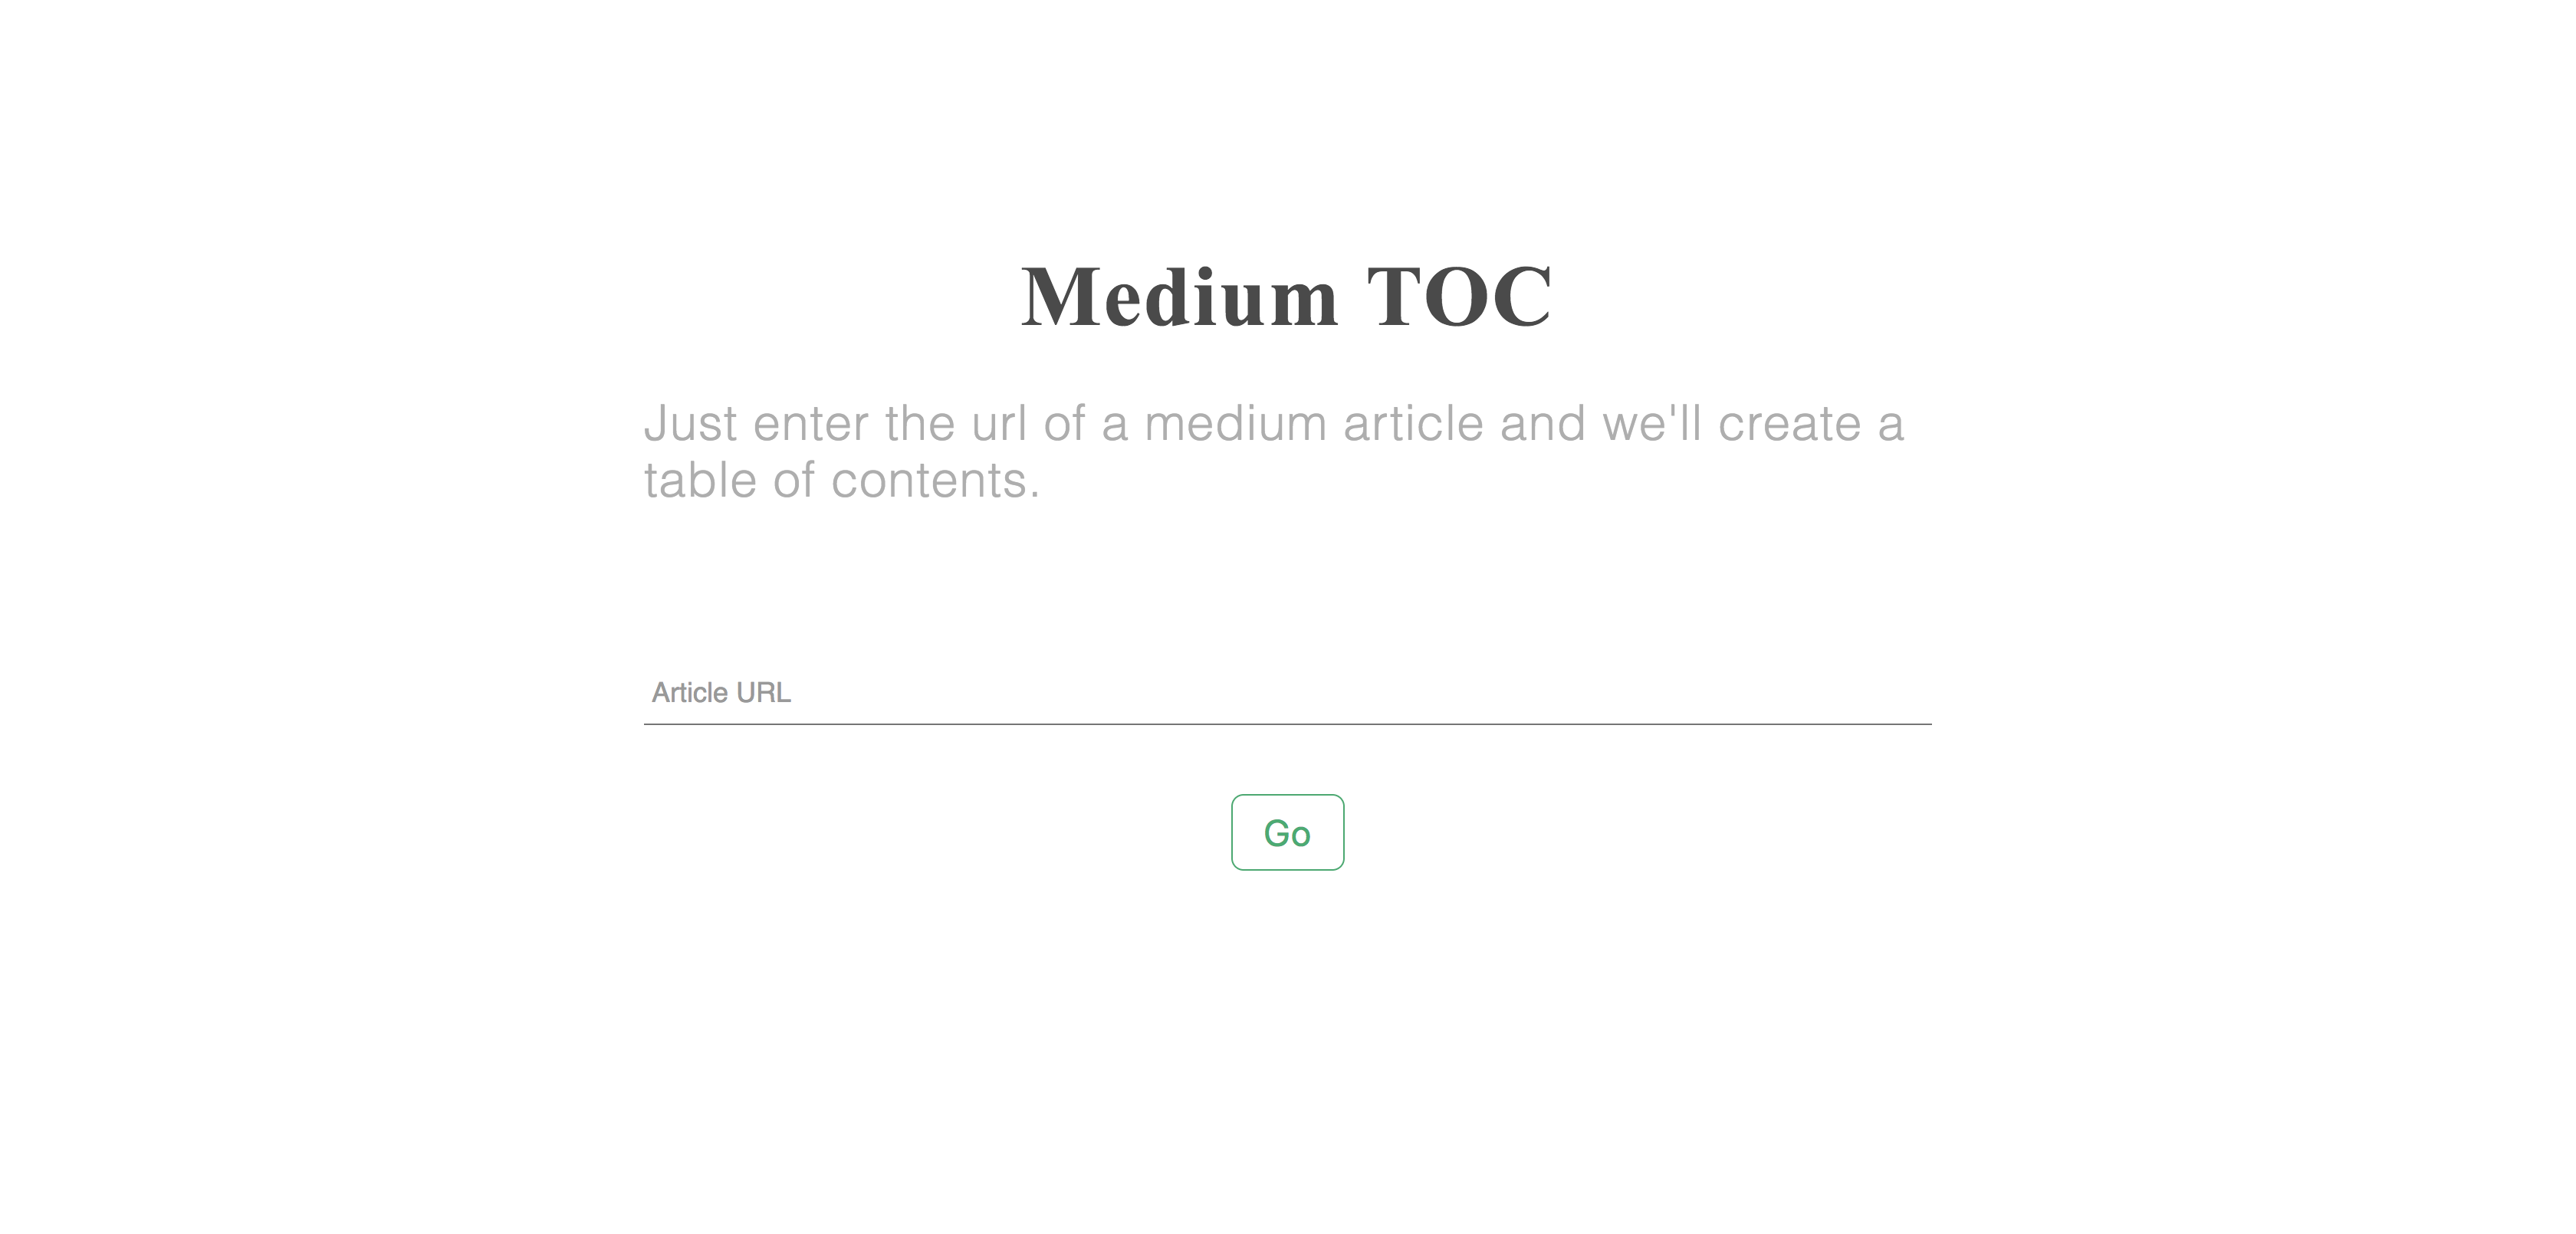 Medium TOC
Just enter the url of a medium article and we'll create a
table of contents.
Article URL
Go